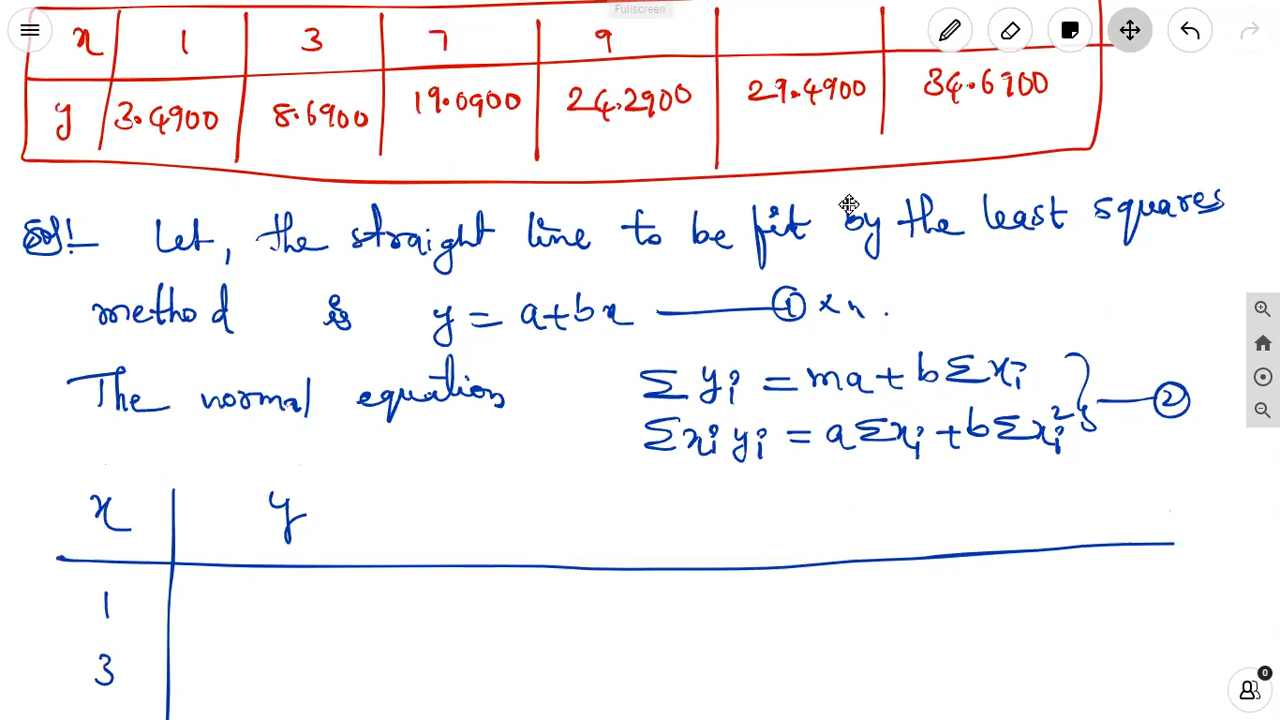 Fullscreen
x 1 3 7 9
y 3.4900 8.6900 19.0900 24.2900 29.4900 34.6900
Sol! Let, the straight line to be fit by the least squares
method is y = a+bx ——— ① ×n.
The normal equation Σyᵢ = ma+bΣxᵢ
Σxᵢyᵢ = aΣxᵢ+bΣxᵢ² } — ②
x y
1
3
0